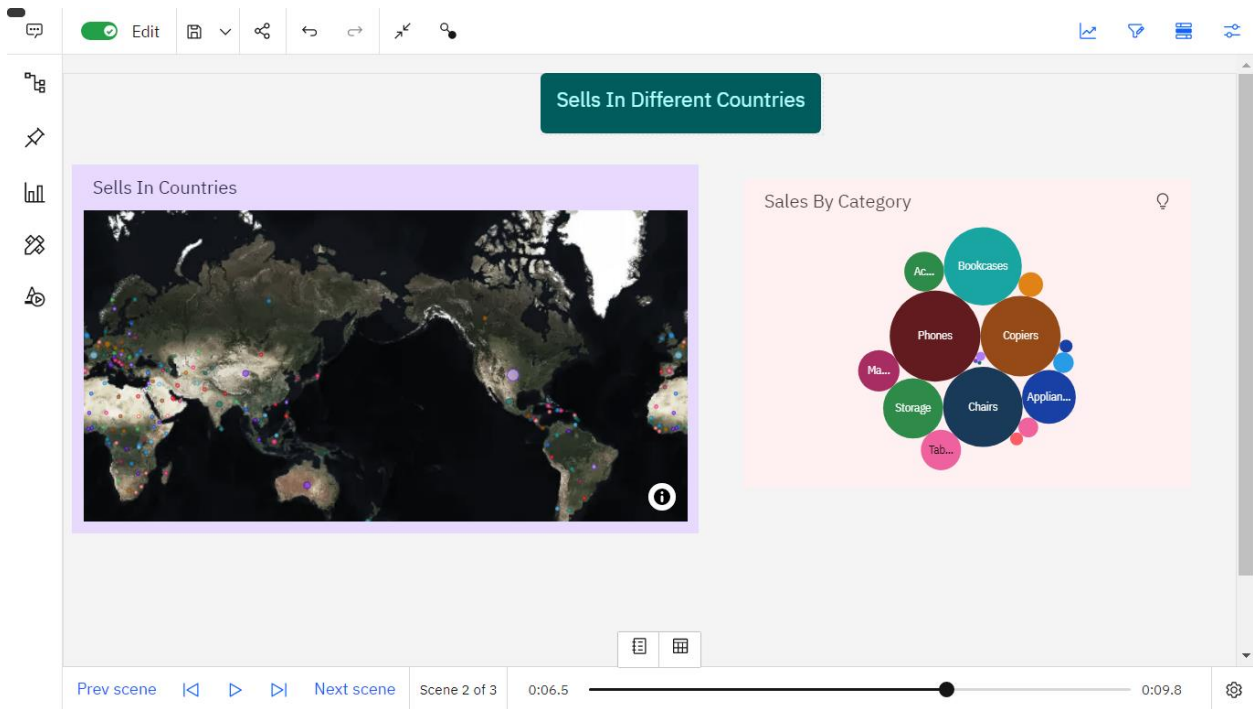 Edit
Sells In Different Countries
Sells In Countries
Sales By Category
Ac...
Bookcases
Phones
Copiers
Ma...
Storage
Chairs
Applian...
Tab...
Prev scene
Next scene
Scene 2 of 3
0:06.5
0:09.8